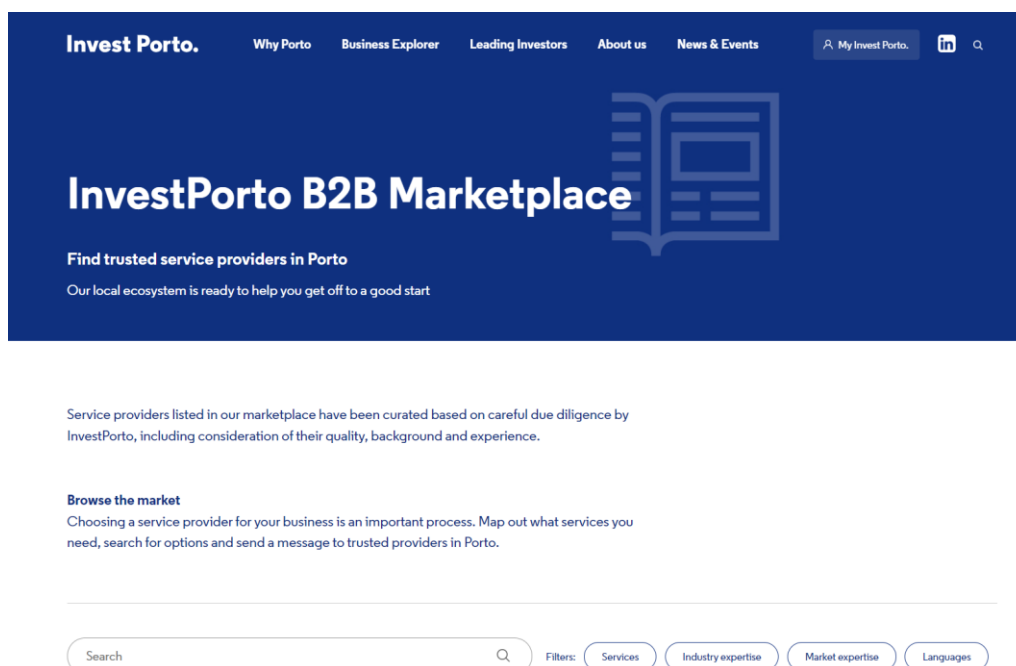 Invest Porto.
Why Porto
Business Explorer
Leading Investors
About us
News & Events
My Invest Porto.
in
InvestPorto B2B Marketplace
Find trusted service providers in Porto
Our local ecosystem is ready to help you get off to a good start
Service providers listed in our marketplace have been curated based on careful due diligence by
InvestPorto, including consideration of their quality, background and experience.
Browse the market
Choosing a service provider for your business is an important process. Map out what services you
need, search for options and send a message to trusted providers in Porto.
Search
Filters:
Services
Industry expertise
Market expertise
Languages